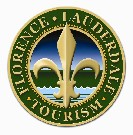 FLORENCE • LAUDERDALE
• TOURISM •